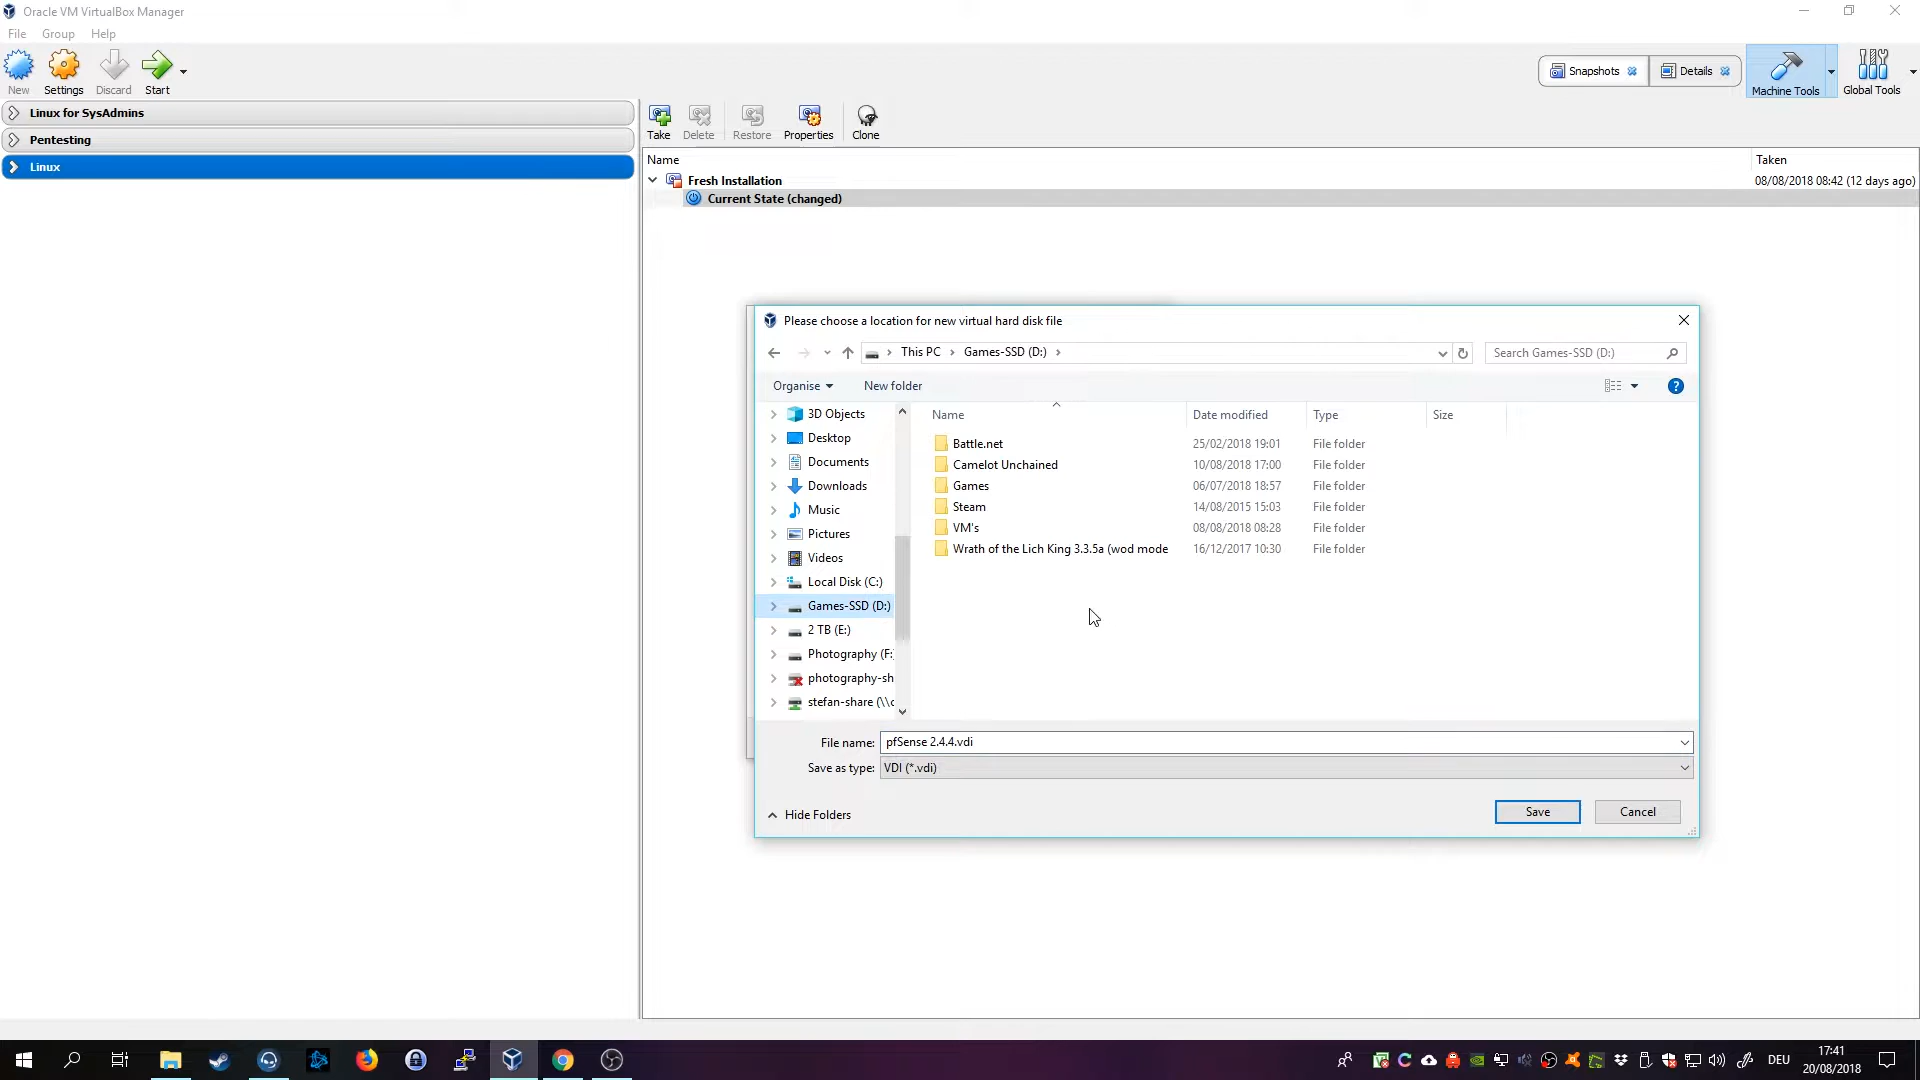 Oracle VM VirtualBox Manager
File Group Help
New Settings Discard Start
Snapshots Details Machine Tools Global Tools
Linux for SysAdmins
Pentesting
Linux
Take Delete Restore Properties Clone
Name Taken
Fresh Installation 08/08/2018 08:42 (12 days ago)
Current State (changed)
Please choose a location for new virtual hard disk file
This PC Games-SSD (D:) Search Games-SSD (D:)
Organise New folder
3D Objects
Desktop
Documents
Downloads
Music
Pictures
Videos
Local Disk (C:)
Games-SSD (D:)
2 TB (E:)
Photography (F:
photography-sh
stefan-share (\\c
Name Date modified Type Size
Battle.net 25/02/2018 19:01 File folder
Camelot Unchained 10/08/2018 17:00 File folder
Games 06/07/2018 18:57 File folder
Steam 14/08/2015 15:03 File folder
VM's 08/08/2018 08:28 File folder
Wrath of the Lich King 3.3.5a (wod mode 16/12/2017 10:30 File folder
File name: pfSense 2.4.4.vdi
Save as type: VDI (*.vdi)
Hide Folders Save Cancel
DEU 17:41
20/08/2018